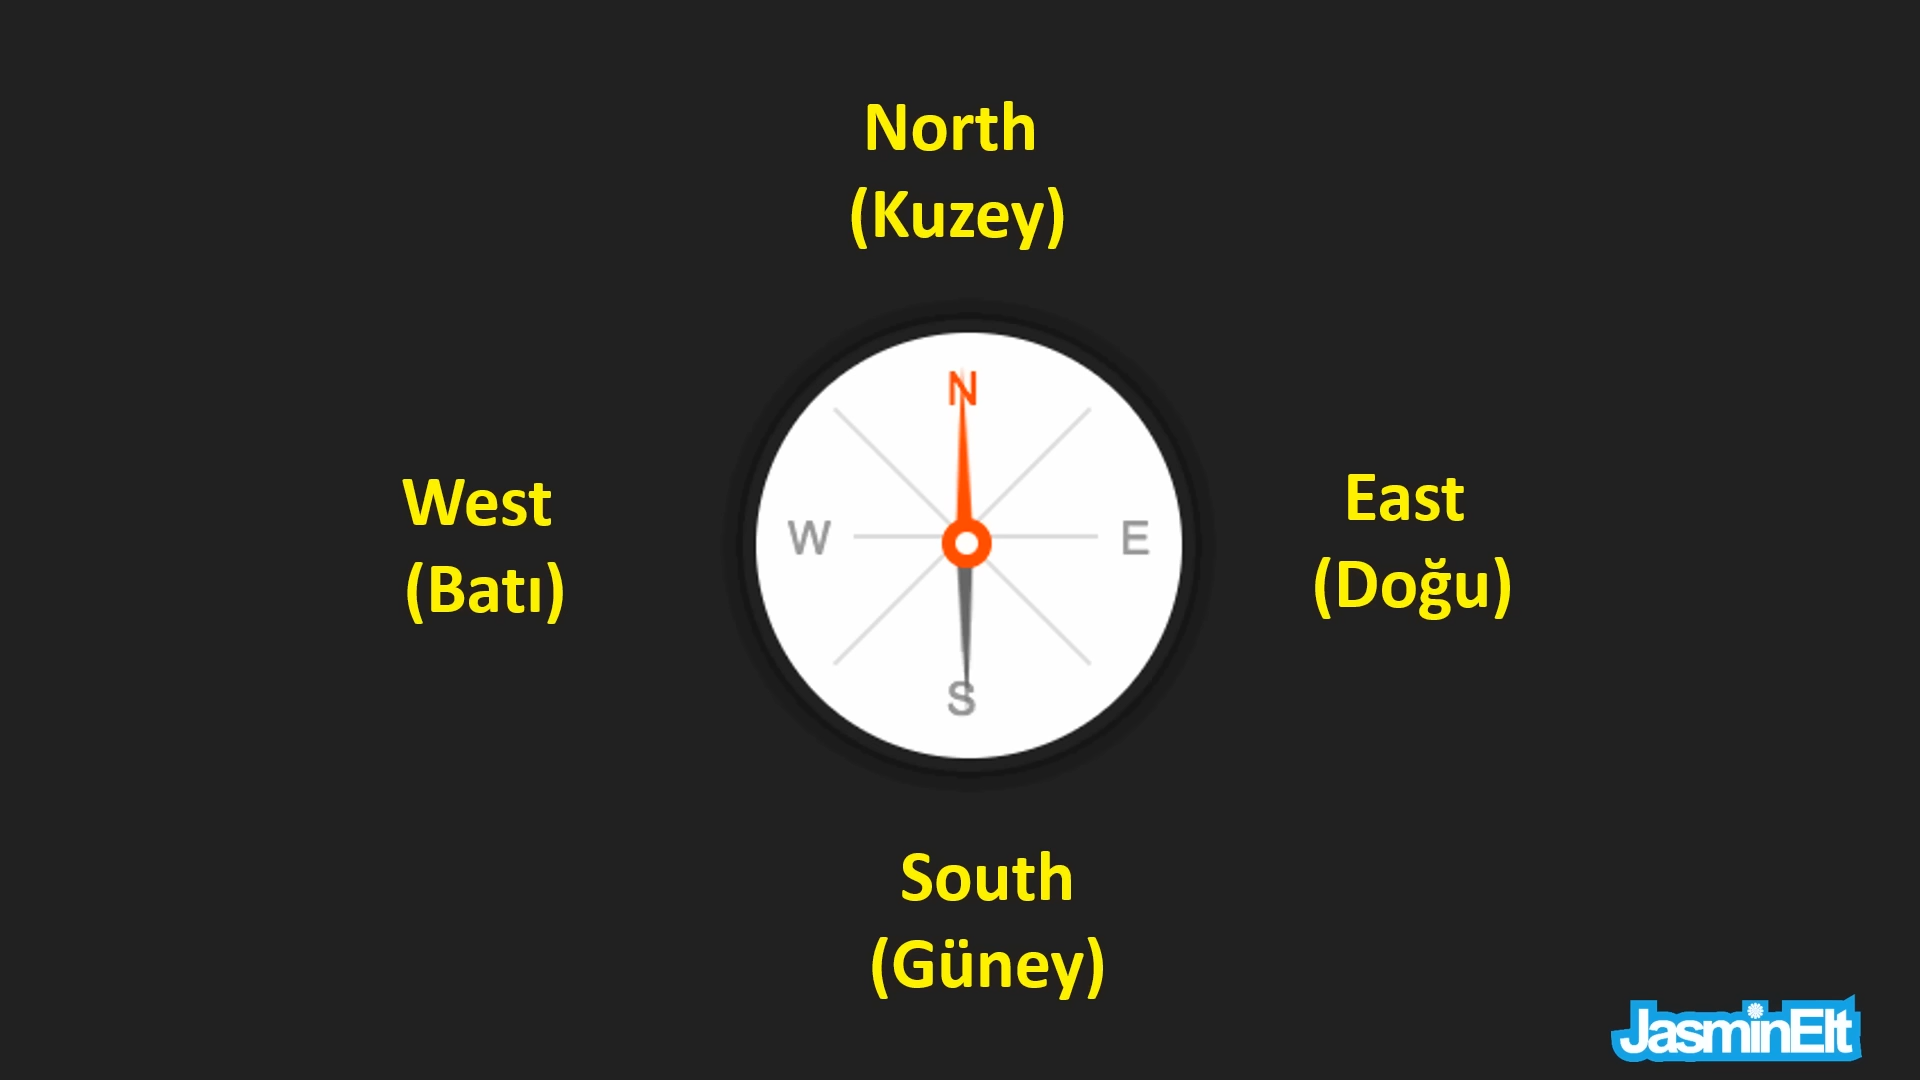 North
(Kuzey)
N
West
(Batı)
W
E
East
(Doğu)
S
South
(Güney)
JasminElt